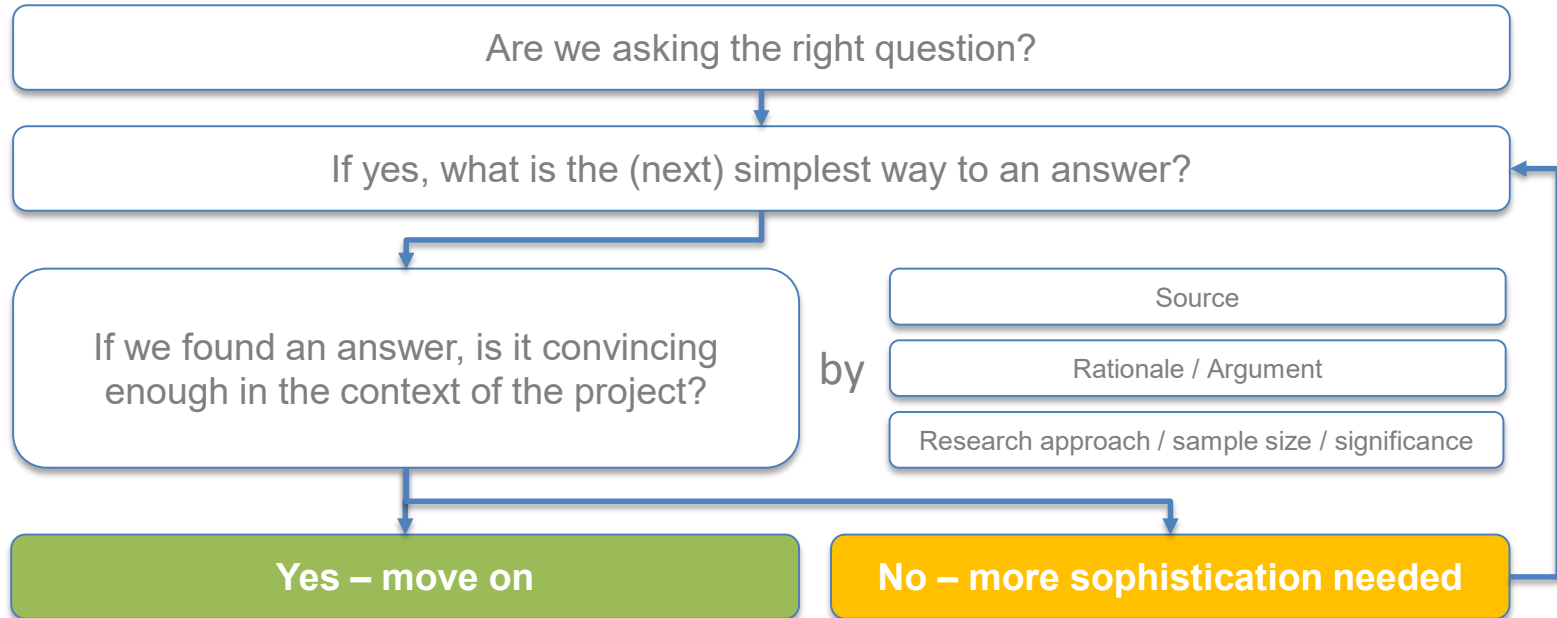 Are we asking the right question?
If yes, what is the (next) simplest way to an answer?
If we found an answer, is it convincing
enough in the context of the project?
by
Source
Rationale / Argument
Research approach / sample size / significance
Yes – move on
No – more sophistication needed